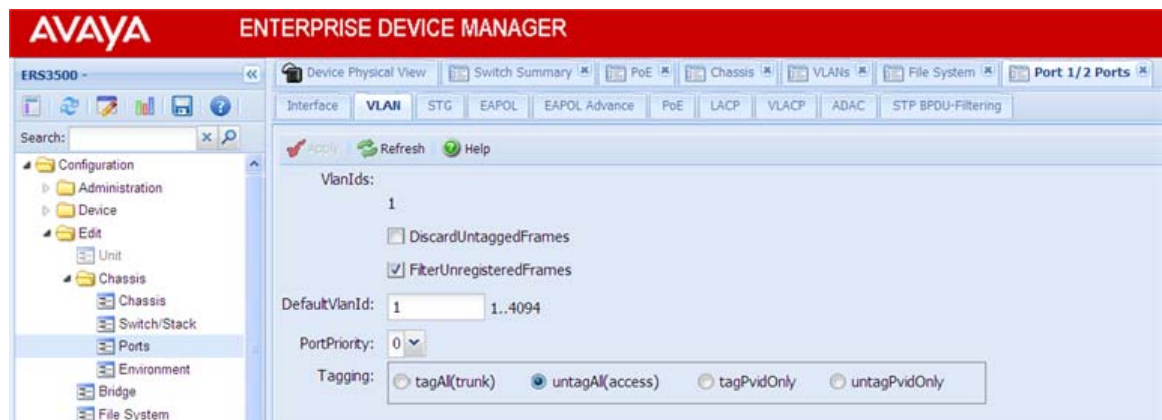 AVAYA ENTERPRISE DEVICE MANAGER
ERS3500 -
Search:
Configuration
Administration
Device
Edit
Unit
Chassis
Chassis
Switch/Stack
Ports
Environment
Bridge
File System
Device Physical View Switch Summary PoE Chassis VLANs File System Port 1/2 Ports
Interface VLAN STG EAPOL EAPOL Advance PoE LACP VLACP ADAC STP BPDU-Filtering
Apply Refresh Help
VlanIds:
1
DiscardUntaggedFrames
FilterUnregisteredFrames
DefaultVlanId: 1 1..4094
PortPriority: 0
Tagging: tagAll(trunk) untagAll(access) tagPvidOnly untagPvidOnly